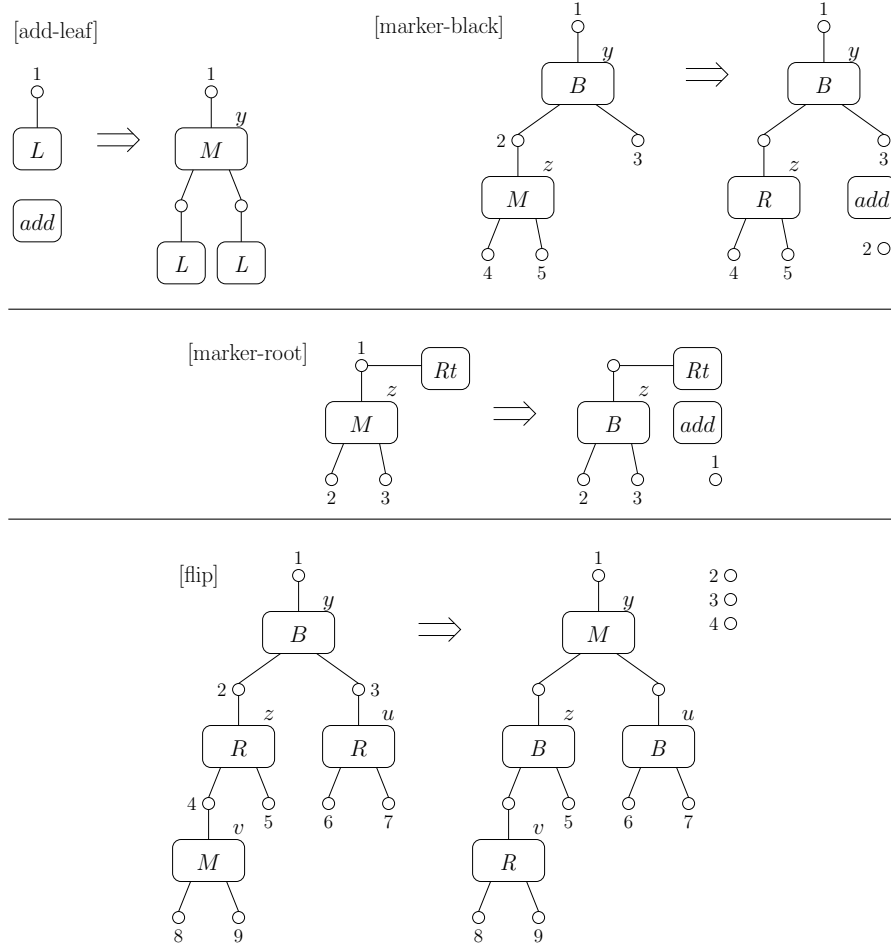 [add-leaf]
1
L
add
1
y
M
L L
[marker-black]
1
y
B
2
3
z
M
4 5
1
y
B
3
z
R
add
4 5
2
[marker-root]
1
Rt
z
M
2 3
Rt
z
B
add
2 3
1
[flip]
1
y
B
2 3
z u
R R
4 5 6 7
v
M
8 9
1
y
M
2
3
4
z u
B B
5 6 7
v
R
8 9